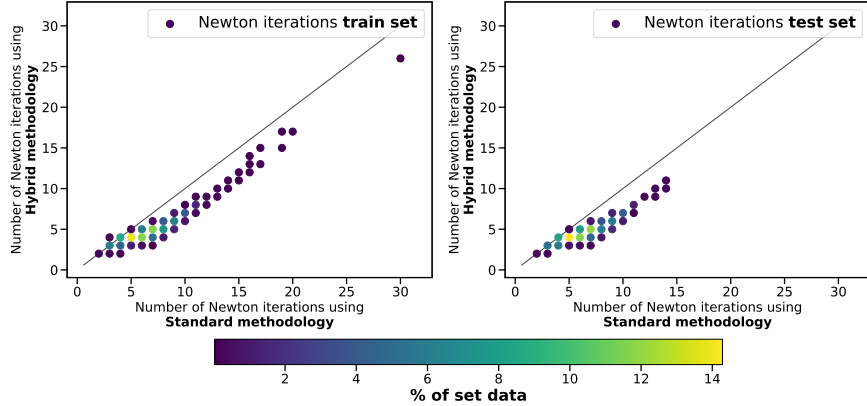 Newton iterations train set
30
25
20
15
10
5
0
Number of Newton iterations using
Hybrid methodology
0 5 10 15 20 25 30
Number of Newton iterations using
Standard methodology
Newton iterations test set
30
25
20
15
10
5
0
Number of Newton iterations using
Hybrid methodology
0 5 10 15 20 25 30
Number of Newton iterations using
Standard methodology
2 4 6 8 10 12 14
% of set data